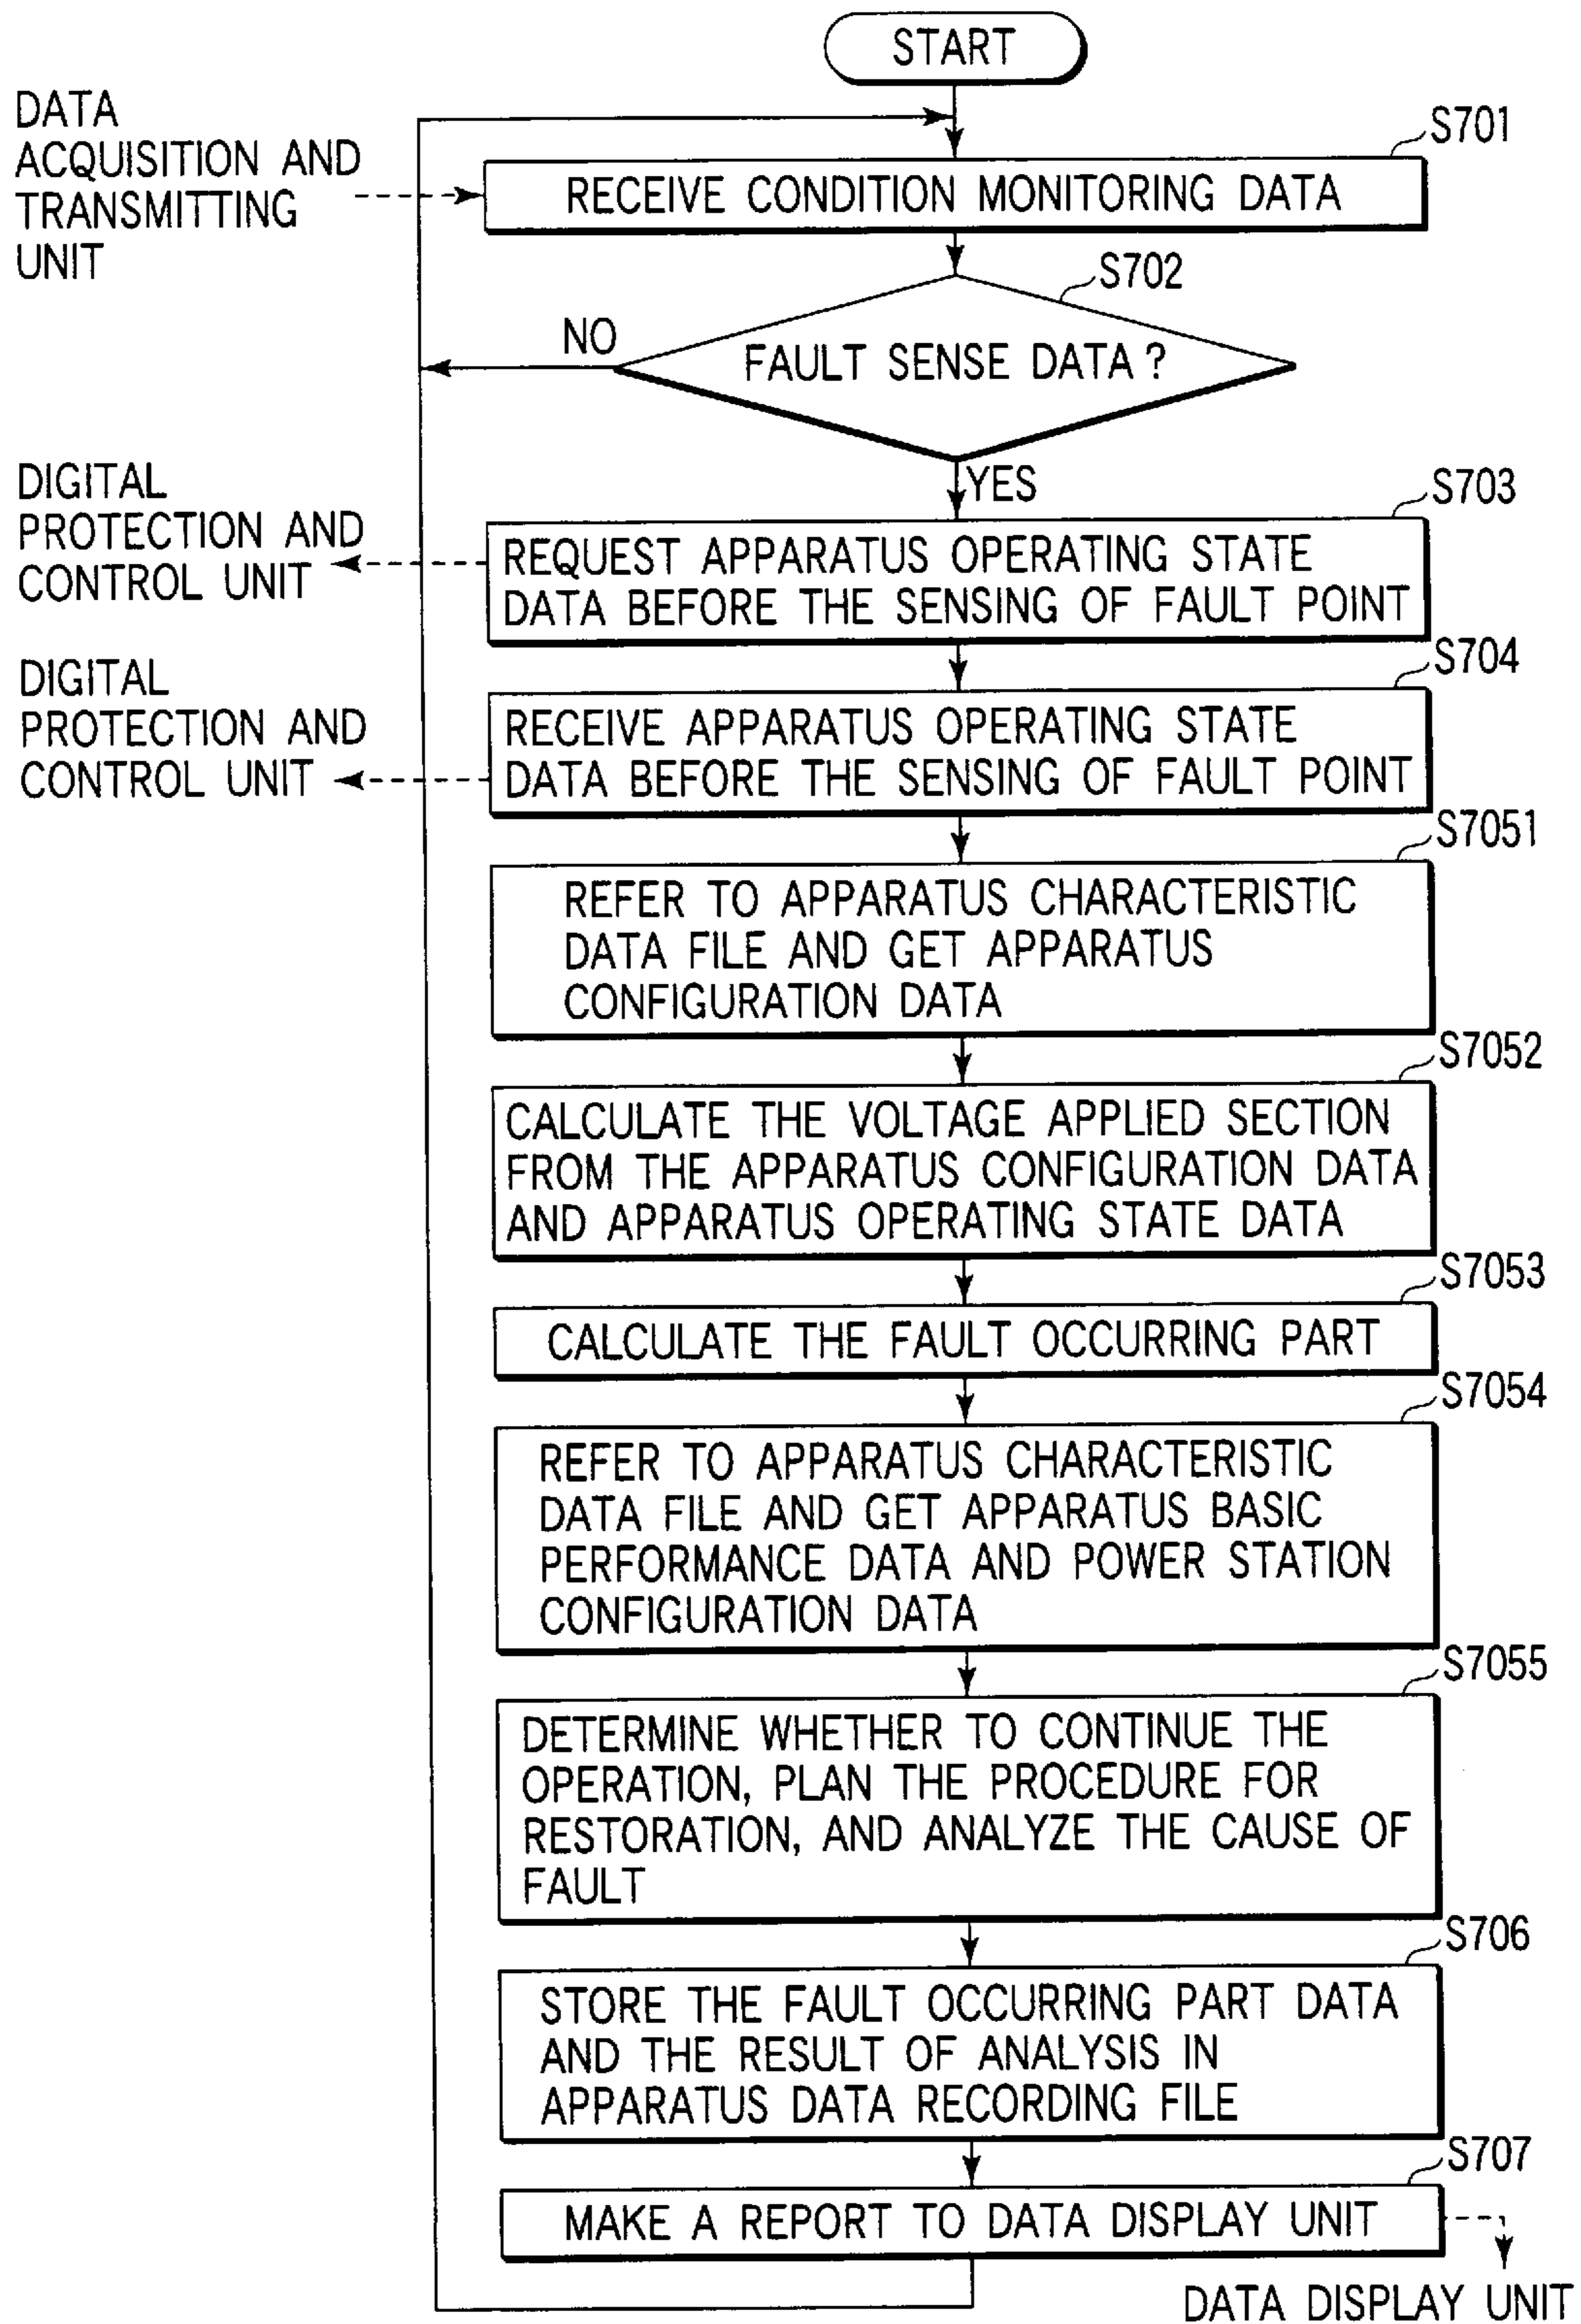 START
DATA
ACQUISITION AND
TRANSMITTING
UNIT
S701
RECEIVE CONDITION MONITORING DATA
S702
NO
FAULT SENSE DATA?
YES
DIGITAL
PROTECTION AND
CONTROL UNIT
S703
REQUEST APPARATUS OPERATING STATE
DATA BEFORE THE SENSING OF FAULT POINT
DIGITAL
PROTECTION AND
CONTROL UNIT
S704
RECEIVE APPARATUS OPERATING STATE
DATA BEFORE THE SENSING OF FAULT POINT
S7051
REFER TO APPARATUS CHARACTERISTIC
DATA FILE AND GET APPARATUS
CONFIGURATION DATA
S7052
CALCULATE THE VOLTAGE APPLIED SECTION
FROM THE APPARATUS CONFIGURATION DATA
AND APPARATUS OPERATING STATE DATA
S7053
CALCULATE THE FAULT OCCURRING PART
S7054
REFER TO APPARATUS CHARACTERISTIC
DATA FILE AND GET APPARATUS BASIC
PERFORMANCE DATA AND POWER STATION
CONFIGURATION DATA
S7055
DETERMINE WHETHER TO CONTINUE THE
OPERATION, PLAN THE PROCEDURE FOR
RESTORATION, AND ANALYZE THE CAUSE OF
FAULT
S706
STORE THE FAULT OCCURRING PART DATA
AND THE RESULT OF ANALYSIS IN
APPARATUS DATA RECORDING FILE
S707
MAKE A REPORT TO DATA DISPLAY UNIT
DATA DISPLAY UNIT